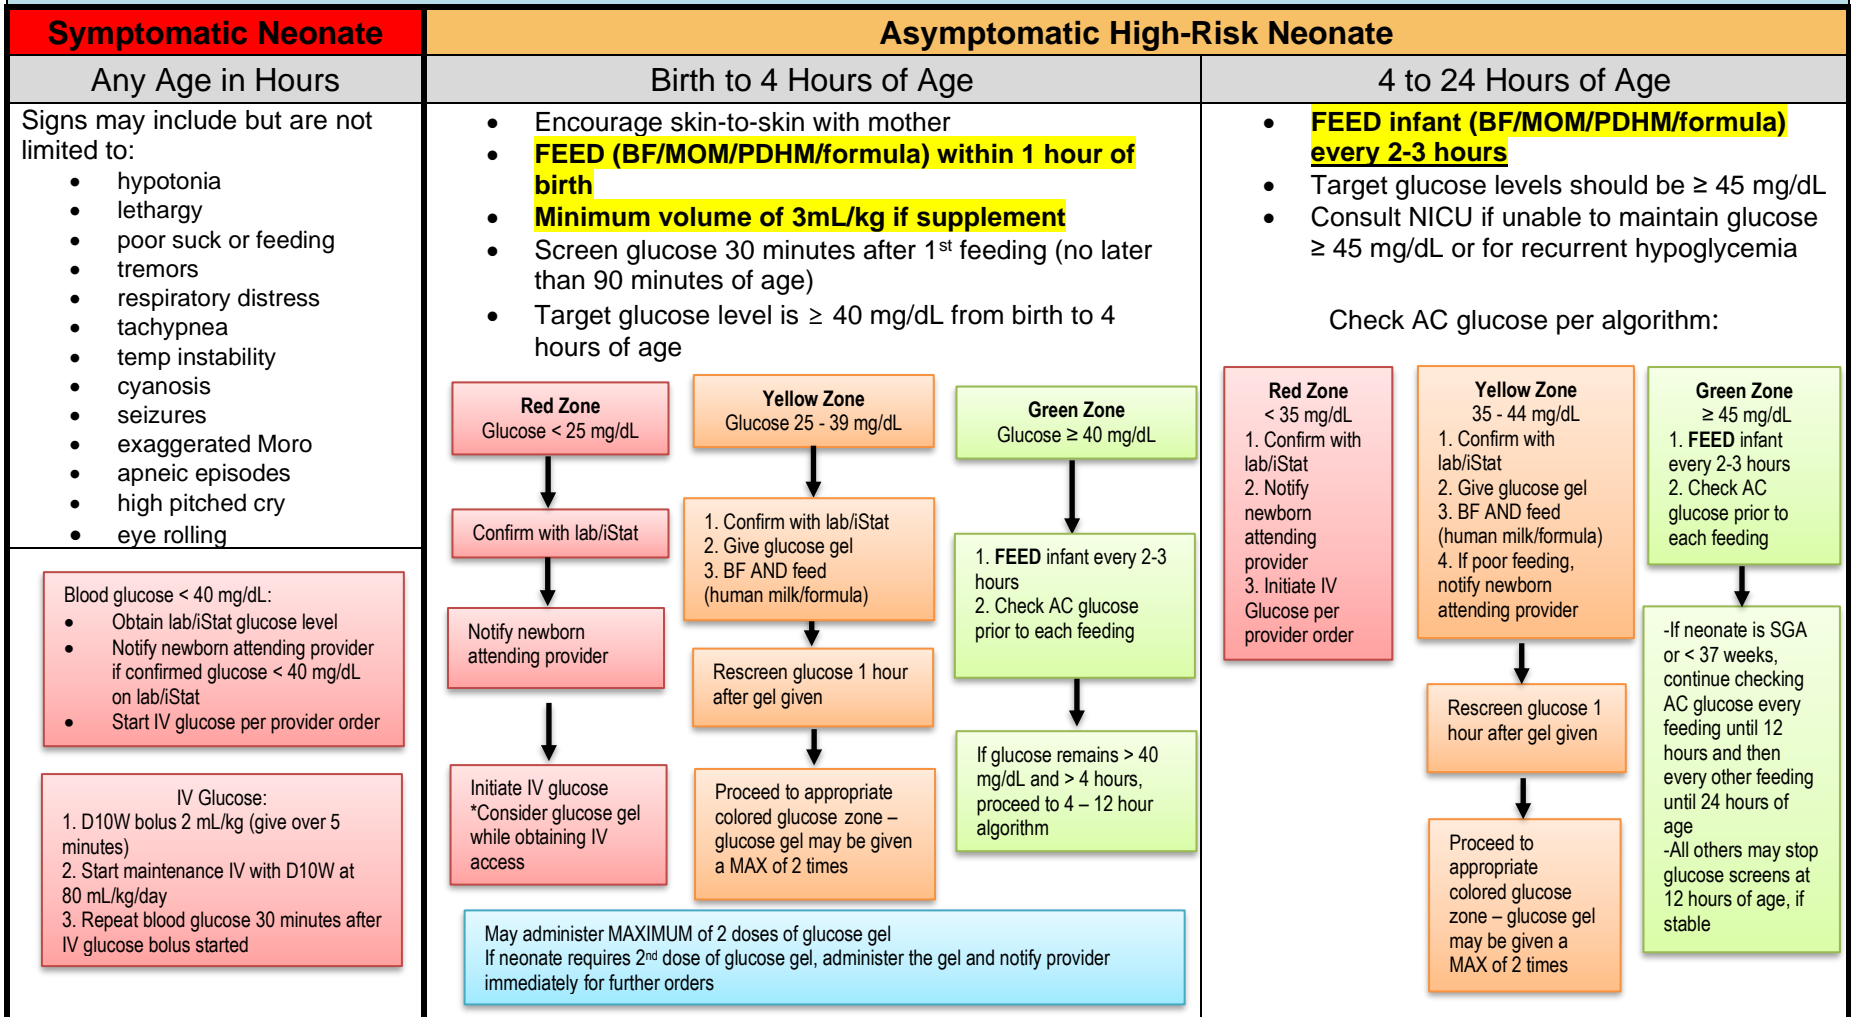 Symptomatic Neonate
Any Age in Hours
Signs may include but are not
limited to:
• hypotonia
• lethargy
• poor suck or feeding
• tremors
• respiratory distress
• tachypnea
• temp instability
• cyanosis
• seizures
• exaggerated Moro
• apneic episodes
• high pitched cry
• eye rolling
Blood glucose < 40 mg/dL:
• Obtain lab/iStat glucose level
• Notify newborn attending provider
if confirmed glucose < 40 mg/dL
on lab/iStat
• Start IV glucose per provider order
IV Glucose:
1. D10W bolus 2 mL/kg (give over 5
minutes)
2. Start maintenance IV with D10W at
80 mL/kg/day
3. Repeat blood glucose 30 minutes after
IV glucose bolus started
Asymptomatic High-Risk Neonate
Birth to 4 Hours of Age
• Encourage skin-to-skin with mother
• FEED (BF/MOM/PDHM/formula) within 1 hour of
birth
• Minimum volume of 3mL/kg if supplement
• Screen glucose 30 minutes after 1st feeding (no later
than 90 minutes of age)
• Target glucose level is ≥ 40 mg/dL from birth to 4
hours of age
Red Zone
Glucose < 25 mg/dL
Confirm with lab/iStat
Notify newborn
attending provider
Initiate IV glucose
*Consider glucose gel
while obtaining IV
access
Yellow Zone
Glucose 25 - 39 mg/dL
1. Confirm with lab/iStat
2. Give glucose gel
3. BF AND feed
(human milk/formula)
Rescreen glucose 1 hour
after gel given
Proceed to appropriate
colored glucose zone –
glucose gel may be given
a MAX of 2 times
Green Zone
Glucose ≥ 40 mg/dL
1. FEED infant every 2-3
hours
2. Check AC glucose
prior to each feeding
If glucose remains > 40
mg/dL and > 4 hours,
proceed to 4 – 12 hour
algorithm
May administer MAXIMUM of 2 doses of glucose gel
If neonate requires 2nd dose of glucose gel, administer the gel and notify provider
immediately for further orders
4 to 24 Hours of Age
• FEED infant (BF/MOM/PDHM/formula)
every 2-3 hours
• Target glucose levels should be ≥ 45 mg/dL
• Consult NICU if unable to maintain glucose
≥ 45 mg/dL or for recurrent hypoglycemia
Check AC glucose per algorithm:
Red Zone
< 35 mg/dL
1. Confirm with
lab/iStat
2. Notify
newborn
attending
provider
3. Initiate IV
Glucose per
provider order
Yellow Zone
35 - 44 mg/dL
1. Confirm with
lab/iStat
2. Give glucose gel
3. BF AND feed
(human milk/formula)
4. If poor feeding,
notify newborn
attending provider
Rescreen glucose 1
hour after gel given
Proceed to
appropriate
colored glucose
zone – glucose gel
may be given a
MAX of 2 times
Green Zone
≥ 45 mg/dL
1. FEED infant
every 2-3 hours
2. Check AC
glucose prior to
each feeding
-If neonate is SGA
or < 37 weeks,
continue checking
AC glucose every
feeding until 12
hours and then
every other feeding
until 24 hours of
age
-All others may stop
glucose screens at
12 hours of age, if
stable